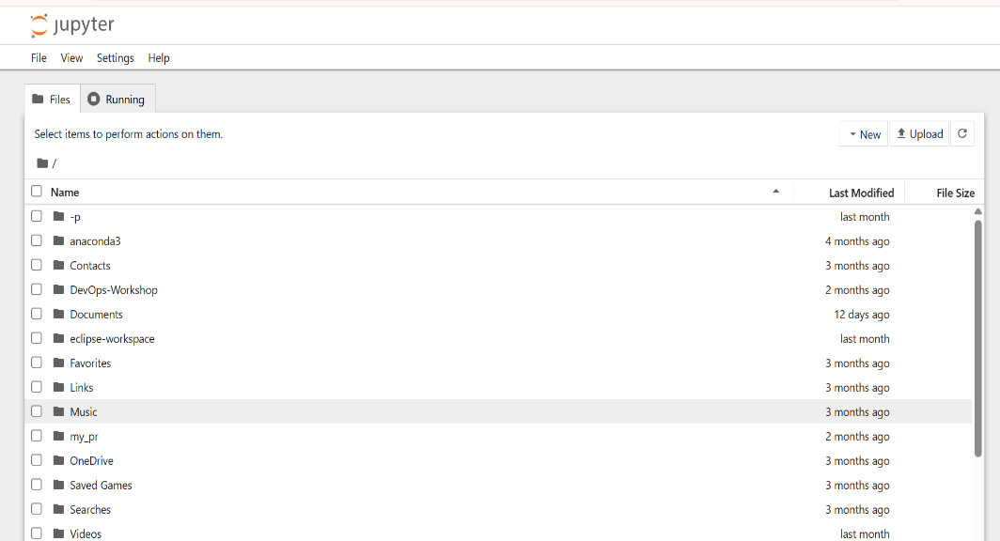 jupyter
File View Settings Help
Files Running
Select items to perform actions on them.
New Upload
/
Name Last Modified File Size
-p last month
anaconda3 4 months ago
Contacts 3 months ago
DevOps-Workshop 2 months ago
Documents 12 days ago
eclipse-workspace last month
Favorites 3 months ago
Links 3 months ago
Music 3 months ago
my_pr 2 months ago
OneDrive 3 months ago
Saved Games 3 months ago
Searches 3 months ago
Videos last month